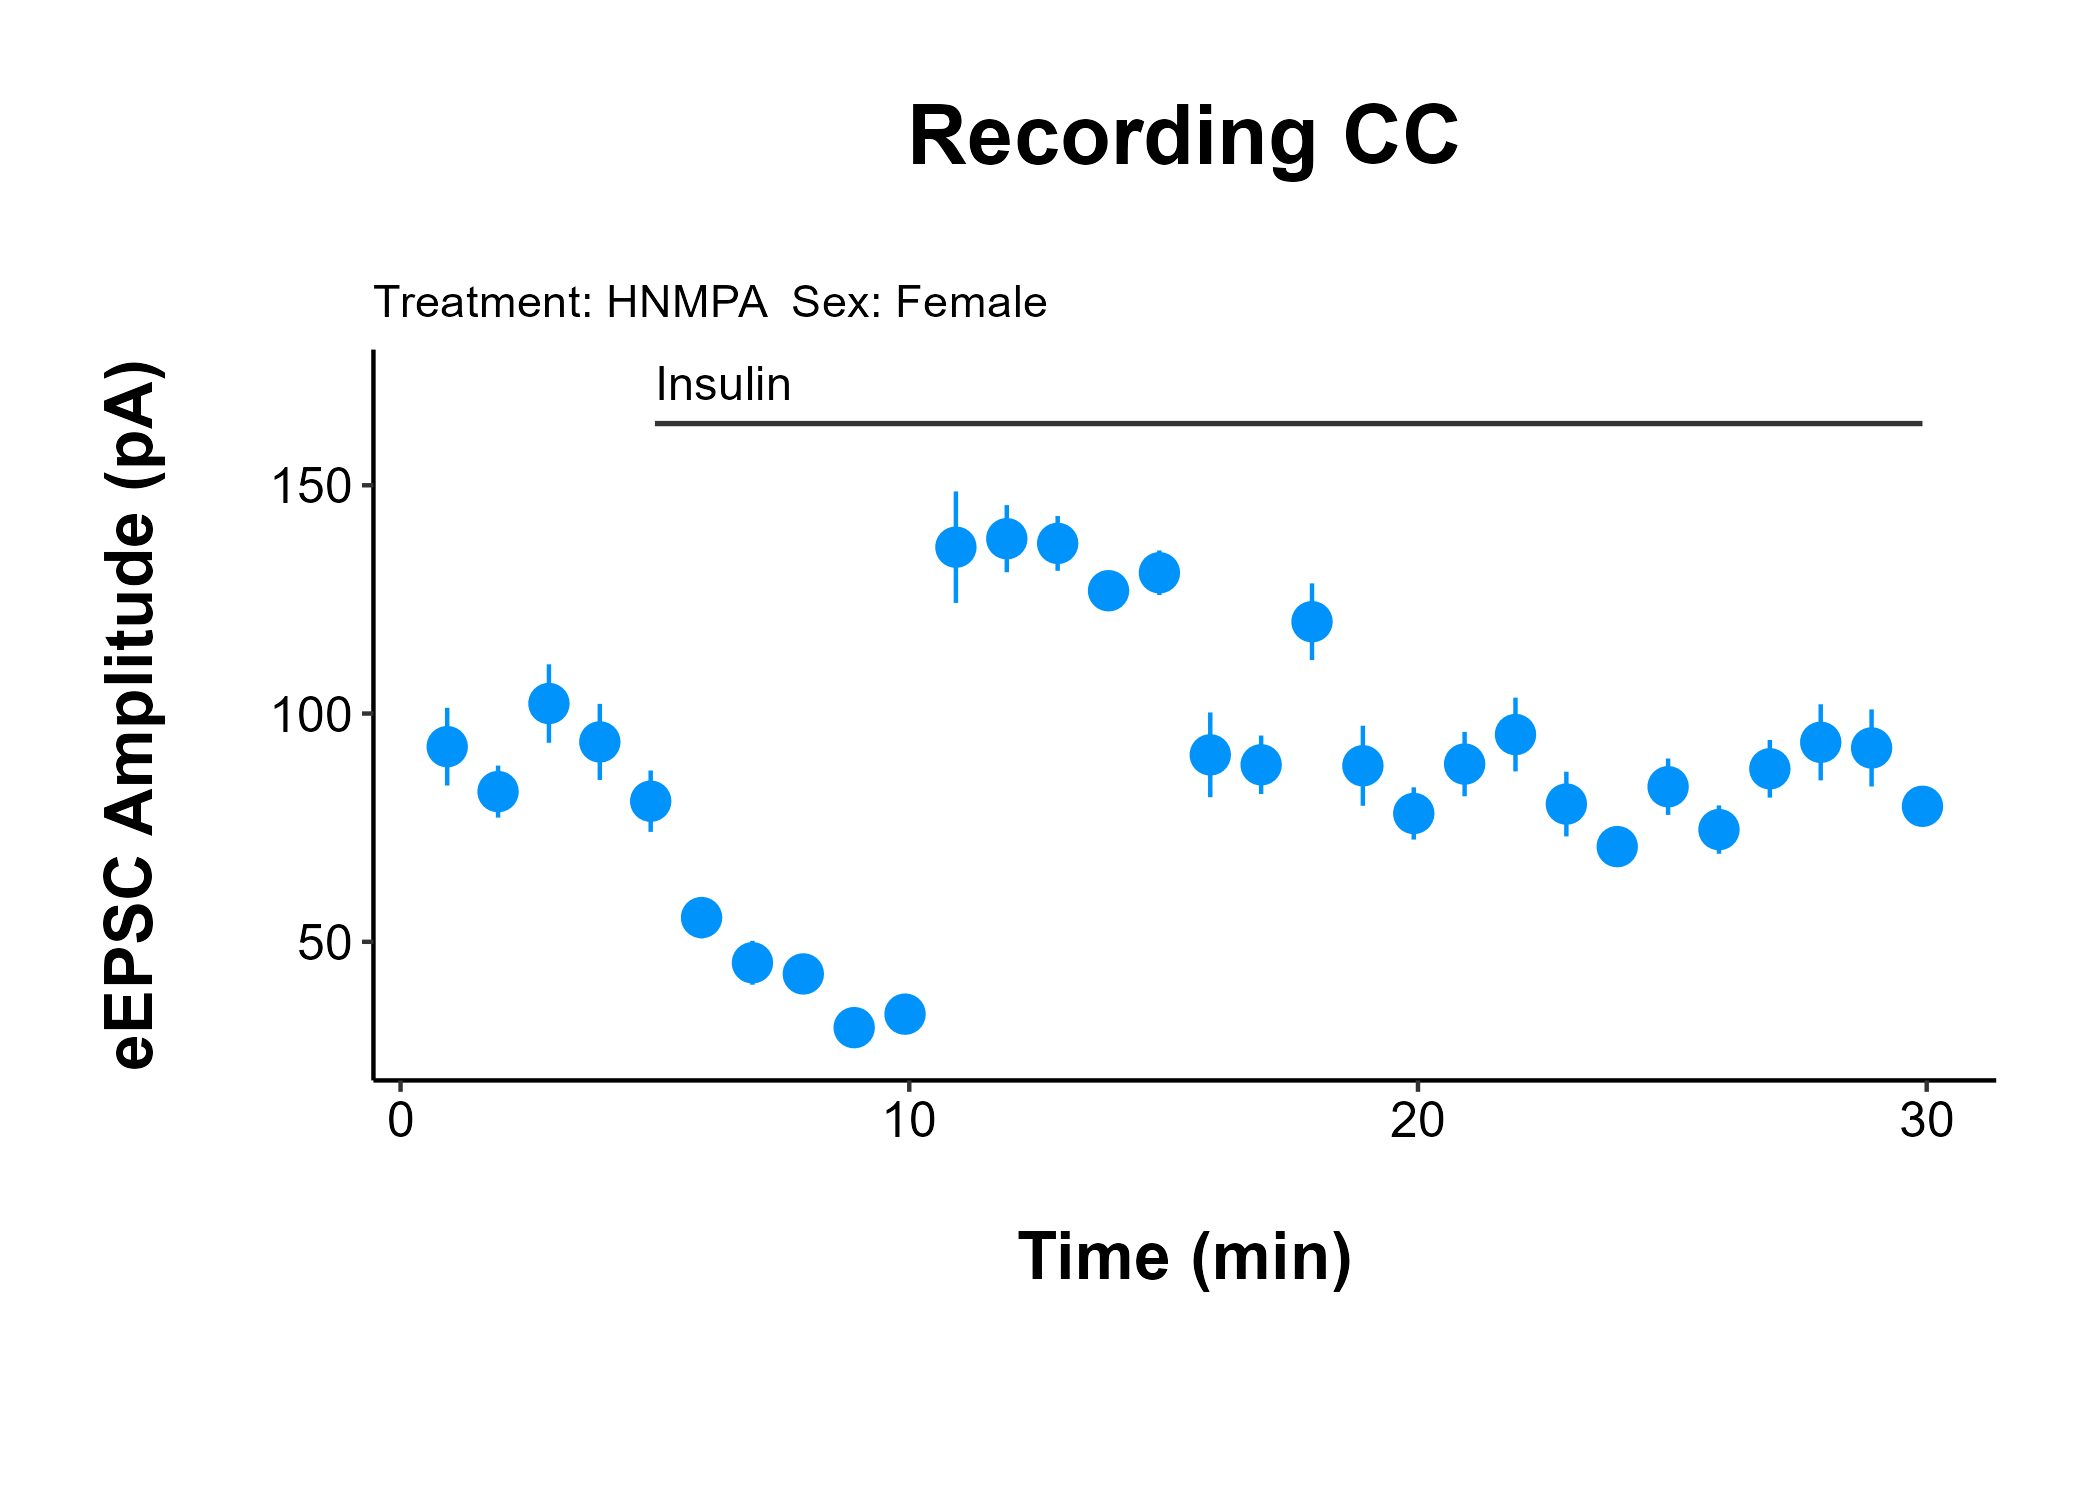 Recording CC
Treatment: HNMPA  Sex: Female
Insulin
eEPSC Amplitude (pA)
150
100
50
0 10 20 30
Time (min)